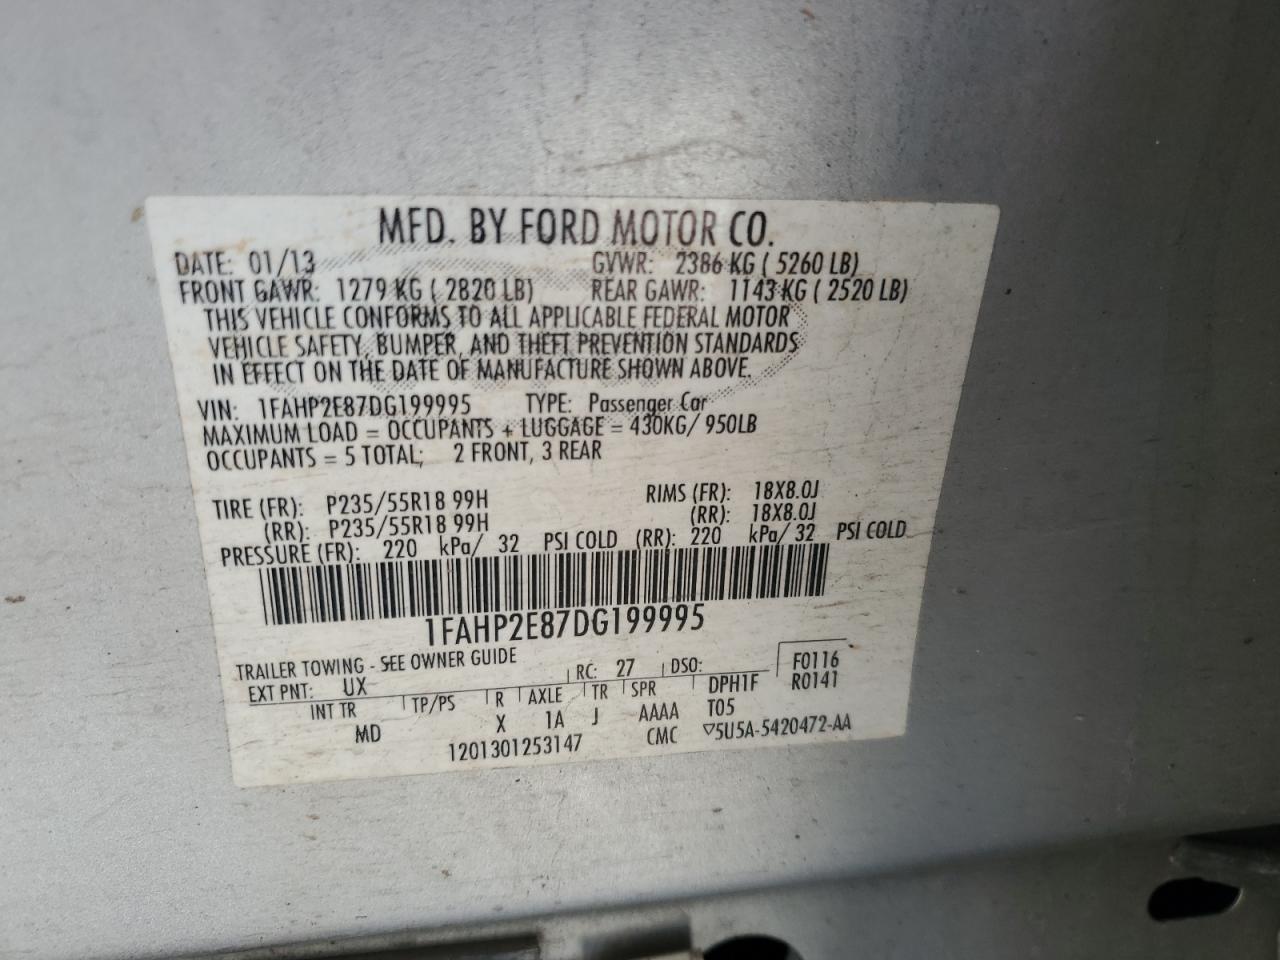 MFD. BY FORD MOTOR CO.
DATE: 01/13 GVWR: 2386 KG ( 5260 LB)
FRONT GAWR: 1279 KG ( 2820 LB) REAR GAWR: 1143 KG ( 2520 LB)
THIS VEHICLE CONFORMS TO ALL APPLICABLE FEDERAL MOTOR
VEHICLE SAFETY, BUMPER, AND THEFT PREVENTION STANDARDS
IN EFFECT ON THE DATE OF MANUFACTURE SHOWN ABOVE.
VIN: 1FAHP2E87DG199995 TYPE: Passenger Car
MAXIMUM LOAD = OCCUPANTS + LUGGAGE = 430KG/ 950LB
OCCUPANTS = 5 TOTAL; 2 FRONT, 3 REAR
TIRE (FR): P235/55R18 99H RIMS (FR): 18X8.0J
(RR): P235/55R18 99H (RR): 18X8.0J
PRESSURE (FR): 220 kPa/ 32 PSI COLD (RR): 220 kPa/ 32 PSI COLD
1FAHP2E87DG199995
TRAILER TOWING - SEE OWNER GUIDE
EXT PNT: UX RC: 27 DSO: F0116
INT TR TP/PS R AXLE TR SPR DPH1F R0141
MD X 1A J AAAA T05
1201301253147 CMC ▽5U5A-5420472-AA